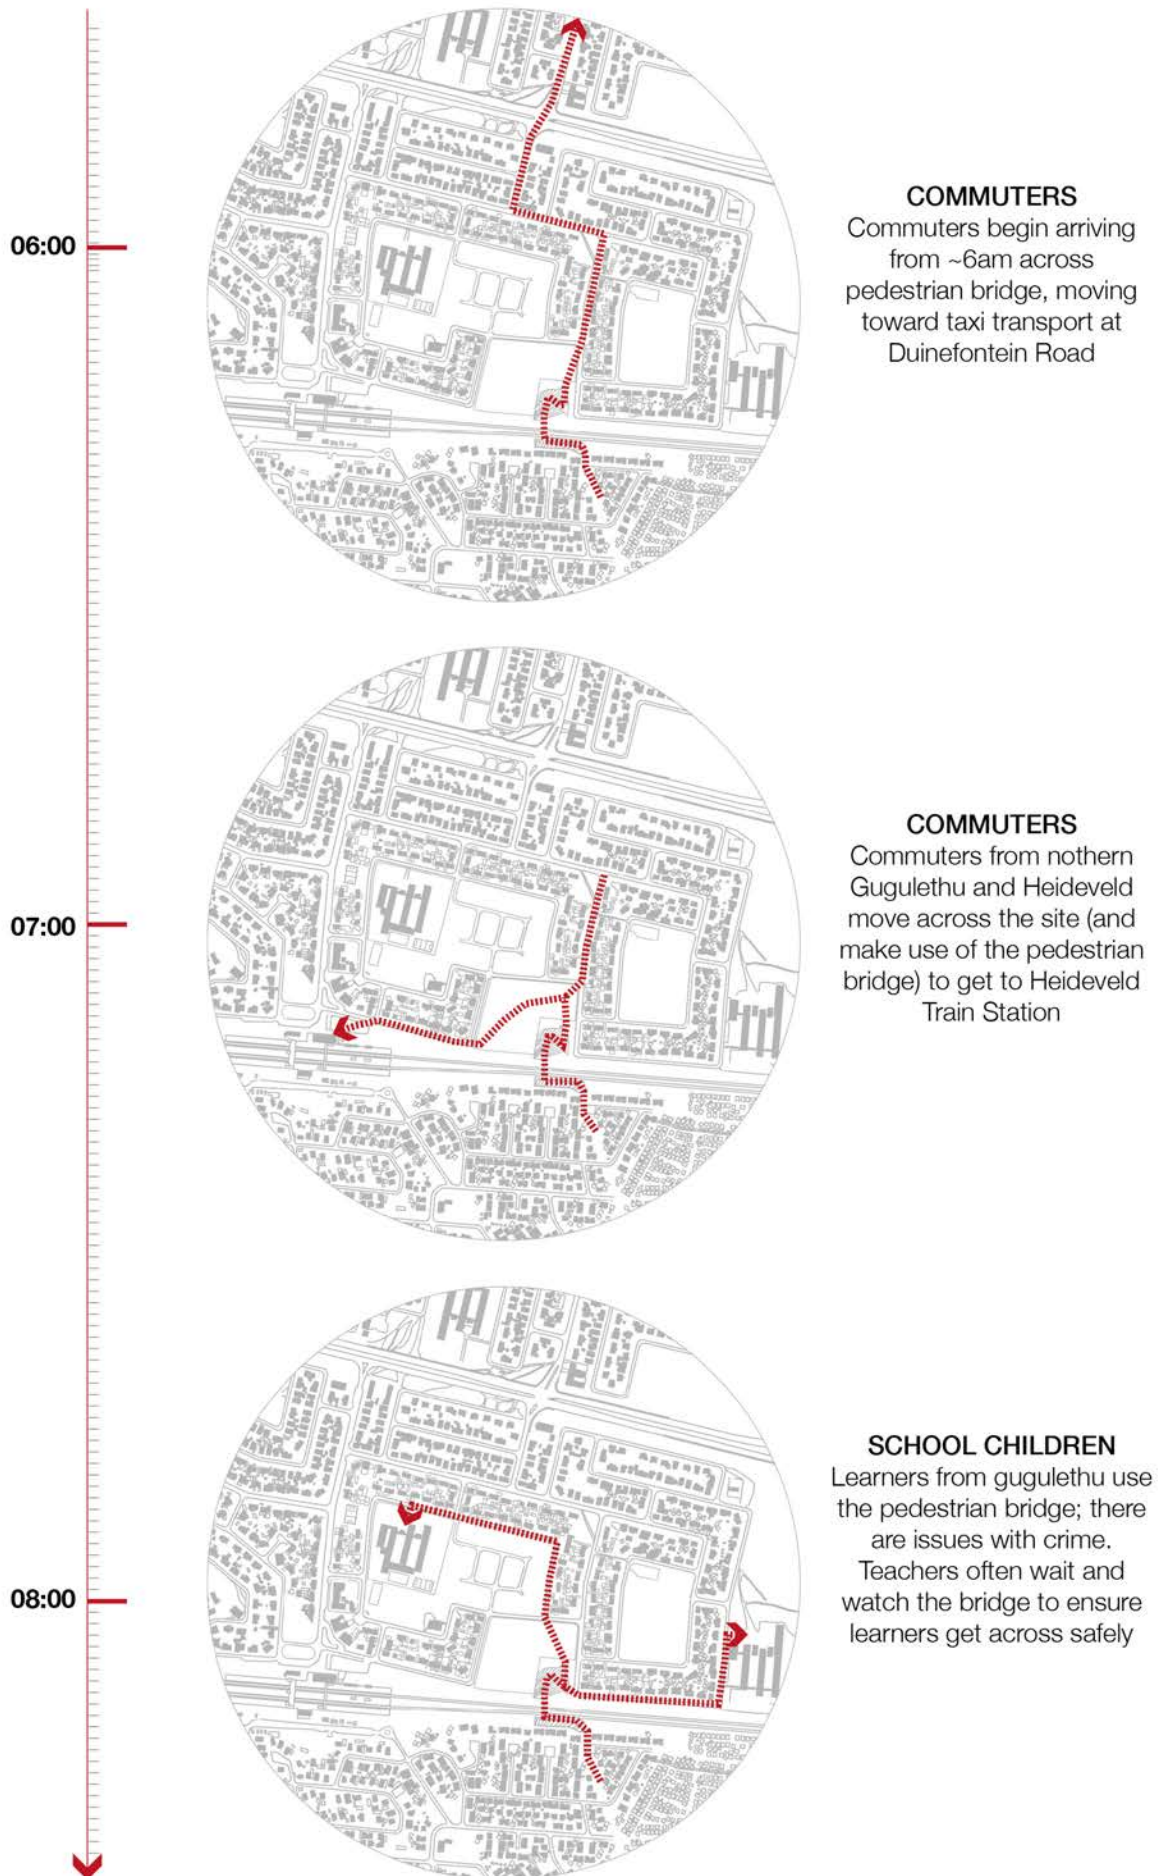 06:00
COMMUTERS
Commuters begin arriving
from ~6am across
pedestrian bridge, moving
toward taxi transport at
Duinefontein Road
07:00
COMMUTERS
Commuters from nothern
Gugulethu and Heideveld
move across the site (and
make use of the pedestrian
bridge) to get to Heideveld
Train Station
08:00
SCHOOL CHILDREN
Learners from gugulethu use
the pedestrian bridge; there
are issues with crime.
Teachers often wait and
watch the bridge to ensure
learners get across safely